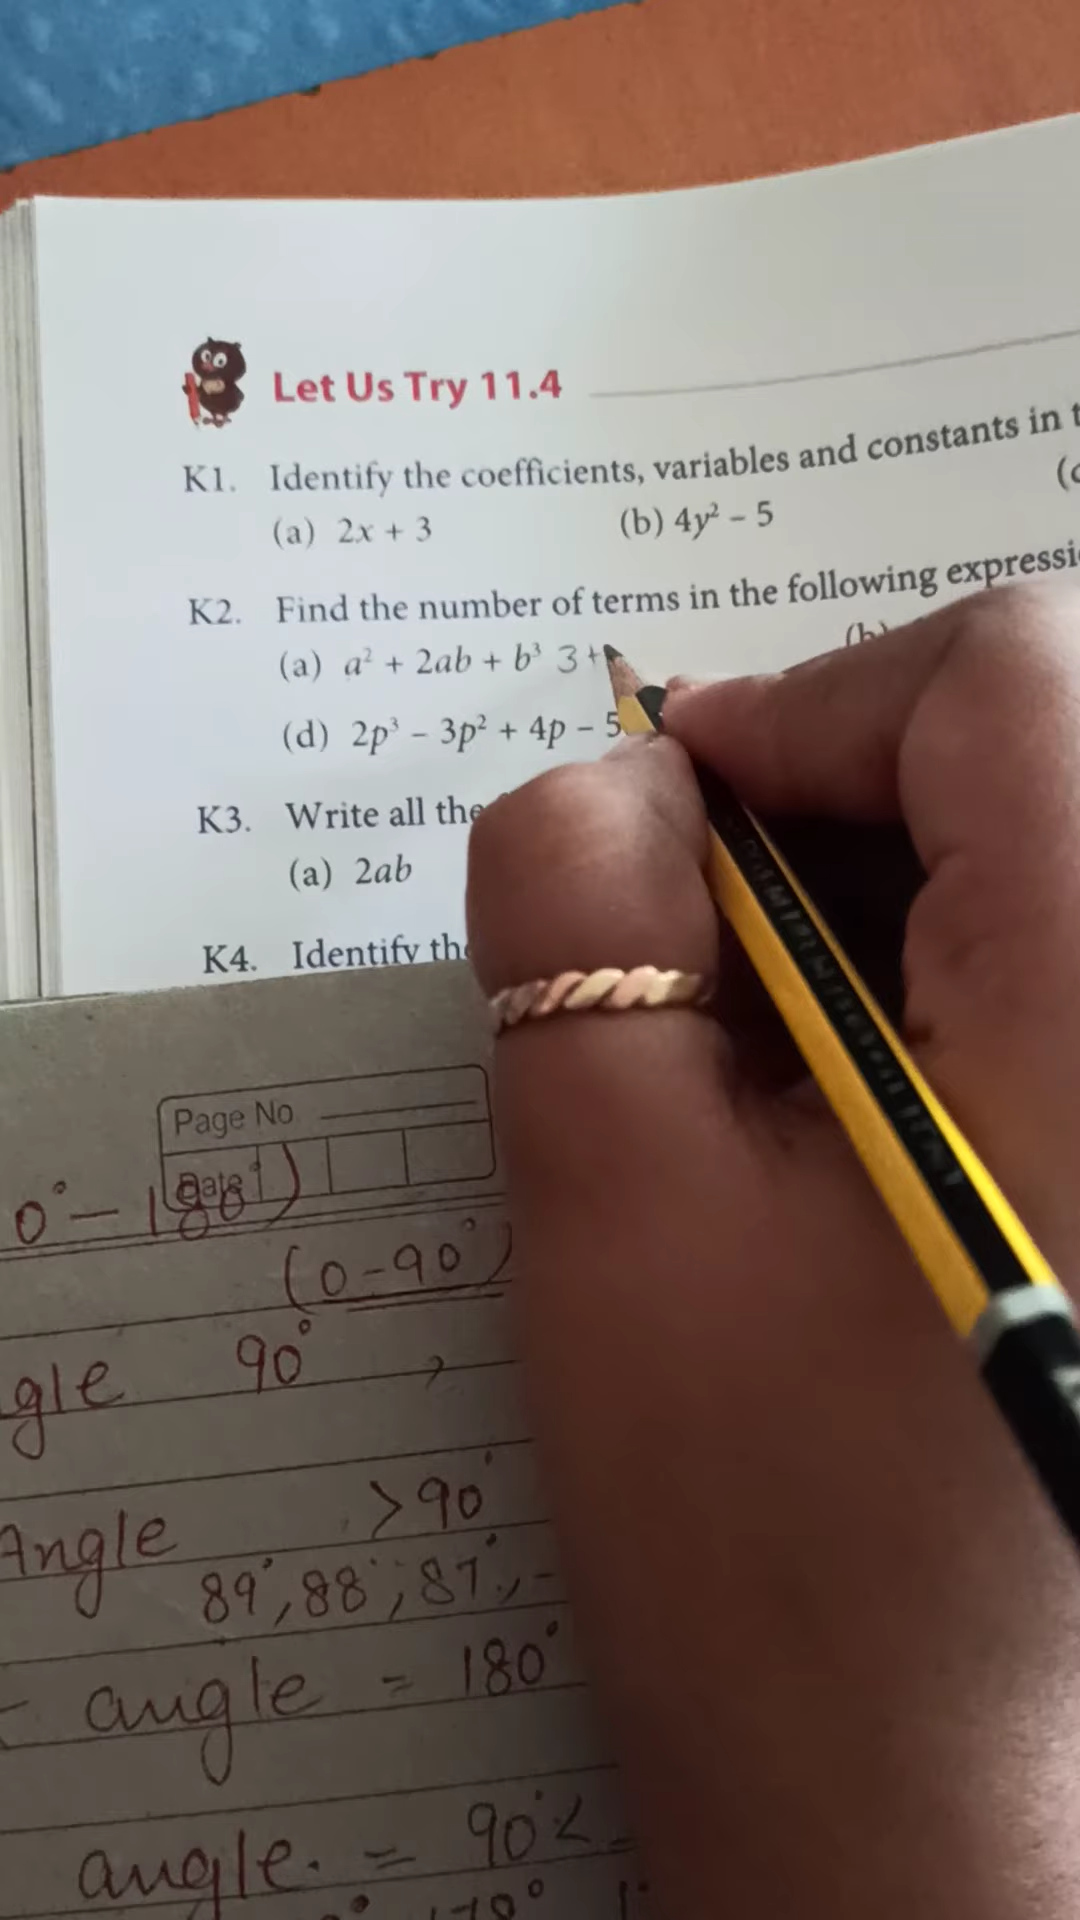 Let Us Try 11.4
K1. Identify the coefficients, variables and constants in
(a) 2x + 3 (b) 4y² – 5
K2. Find the number of terms in the following
(a) a² + 2ab + b³ 3 (b)
(d) 2p³ – 3p² + 4p – 5
K3. Write all the
(a) 2ab
K4. Identify the
Page No
Date
0° – 180°)
(0-90°)
90°
Angle >90°
89°, 88°, 87°, -
angle = 180°
angle. = 90°<